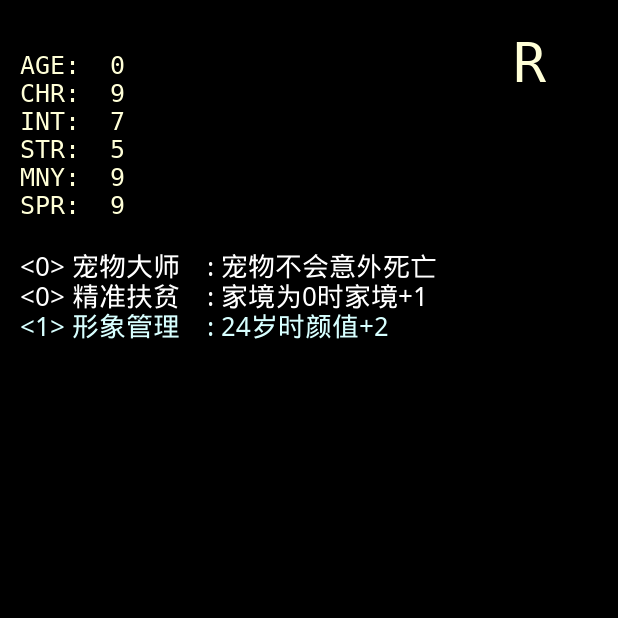 R
AGE: 0
CHR: 9
INT: 7
STR: 5
MNY: 9
SPR: 9
<0> 宠物大师 : 宠物不会意外死亡
<0> 精准扶贫 : 家境为0时家境+1
<1> 形象管理 : 24岁时颜值+2